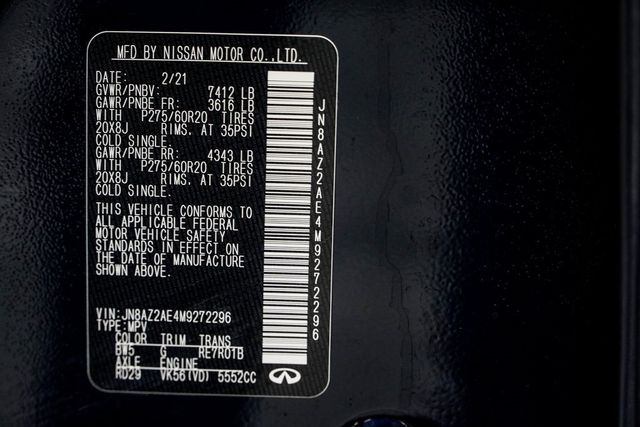 MFD BY NISSAN MOTOR CO.,LTD.
DATE: 2/21
GVWR/PNBV: 7412 LB
GAWR/PNBE FR: 3616 LB
WITH P275/60R20 TIRES
20X8J RIMS. AT 35PSI
COLD SINGLE.
GAWR/PNBE RR: 4343 LB
WITH P275/60R20 TIRES
20X8J RIMS. AT 35PSI
COLD SINGLE.
THIS VEHICLE CONFORMS TO
ALL APPLICABLE FEDERAL
MOTOR VEHICLE SAFETY
STANDARDS IN EFFECT ON
THE DATE OF MANUFACTURE
SHOWN ABOVE.
VIN:JN8AZ2AE4M9272296
TYPE:MPV
COLOR TRIM TRANS
BW5 G RE7R01B
AXLE ENGINE
RD29 VK56(VD) 5552CC
JN8AZ2AE4M9272296